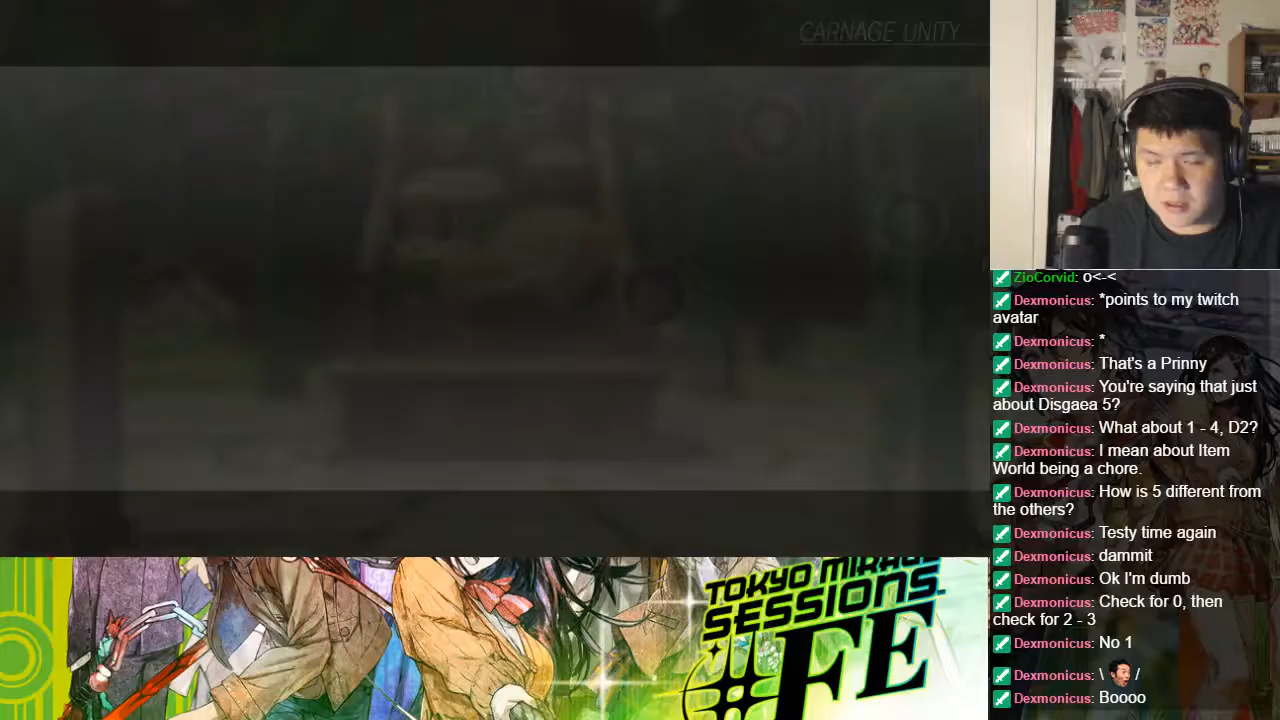 CARNAGE UNITY
ZioCorvid: o<-<
Dexmonicus: *points to my twitch
avatar
Dexmonicus: *
Dexmonicus: That's a Prinny
Dexmonicus: You're saying that just
about Disgaea 5?
Dexmonicus: What about 1 - 4, D2?
Dexmonicus: I mean about Item
World being a chore.
Dexmonicus: How is 5 different from
the others?
Dexmonicus: Testy time again
Dexmonicus: dammit
Dexmonicus: Ok I'm dumb
Dexmonicus: Check for 0, then
check for 2 - 3
Dexmonicus: No 1
Dexmonicus: \ /
Dexmonicus: Boooo
TOKYO MIRAGE
SESSIONS
#FE